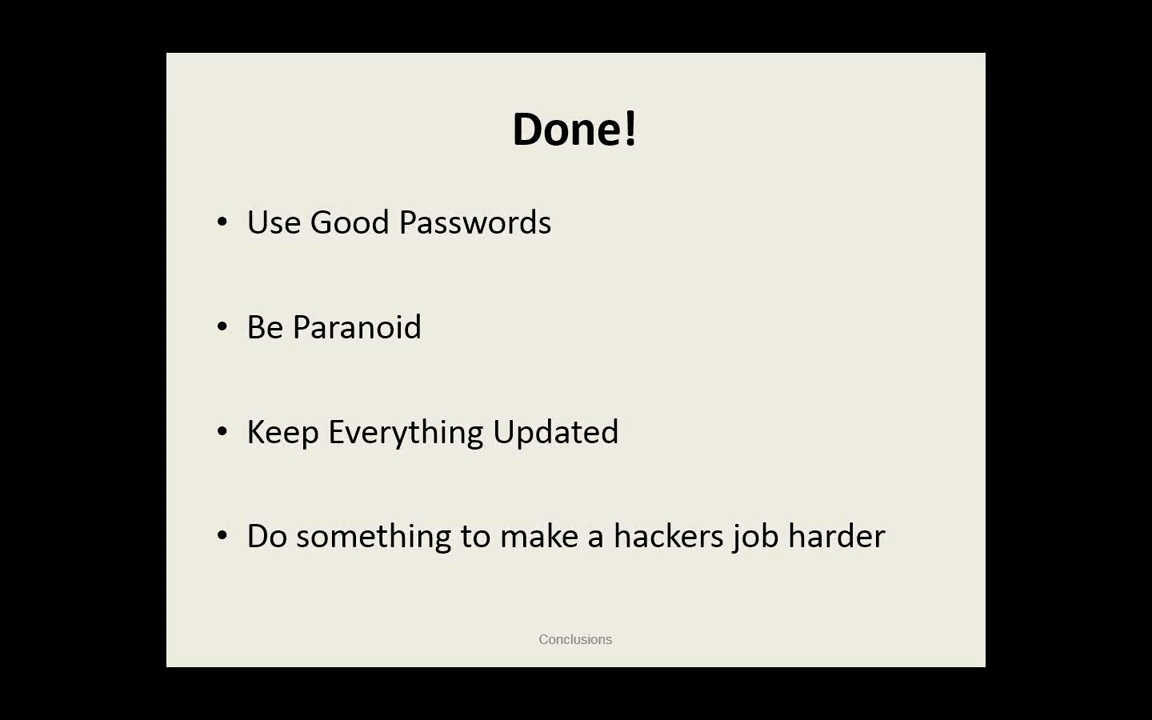 Done!
• Use Good Passwords
• Be Paranoid
• Keep Everything Updated
• Do something to make a hackers job harder
Conclusions